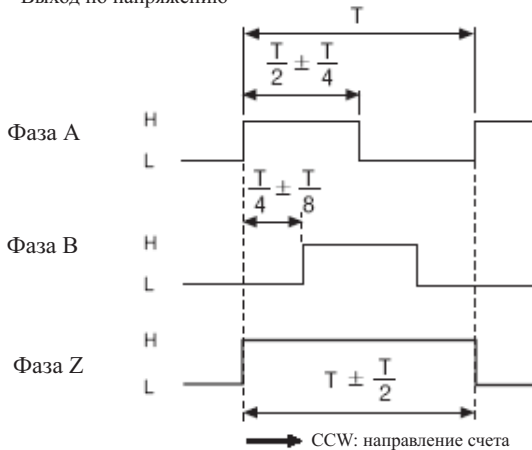 Выход по напряжению
T
T/2 ± T/4
Фаза A
H
L
T/4 ± T/8
Фаза B
H
L
Фаза Z
H
L
T ± T/2
CCW: направление счета